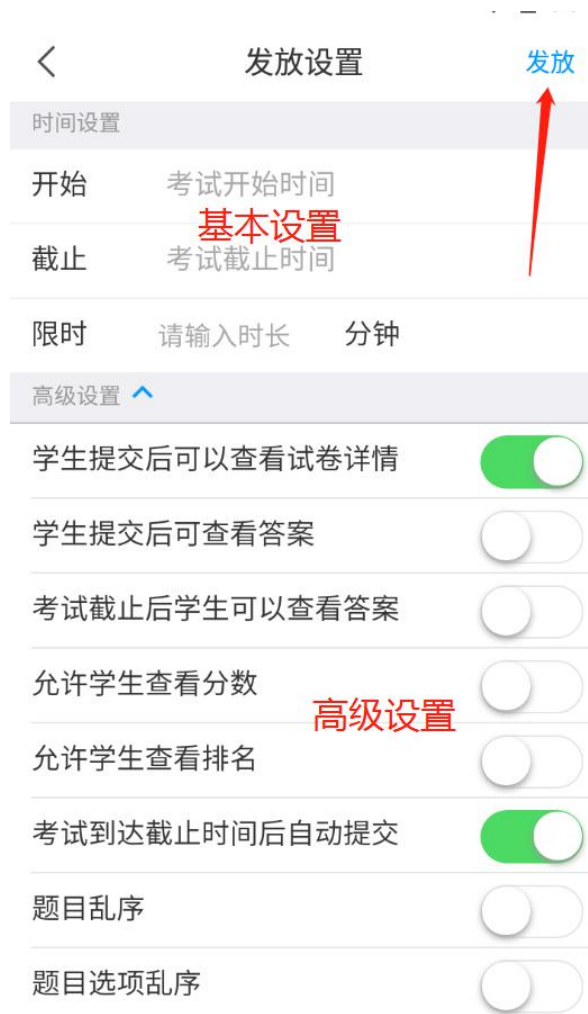 发放设置 发放
时间设置
开始 考试开始时间
基本设置
截止 考试截止时间
限时 请输入时长 分钟
高级设置
学生提交后可以查看试卷详情
学生提交后可查看答案
考试截止后学生可以查看答案
允许学生查看分数
高级设置
允许学生查看排名
考试到达截止时间后自动提交
题目乱序
题目选项乱序